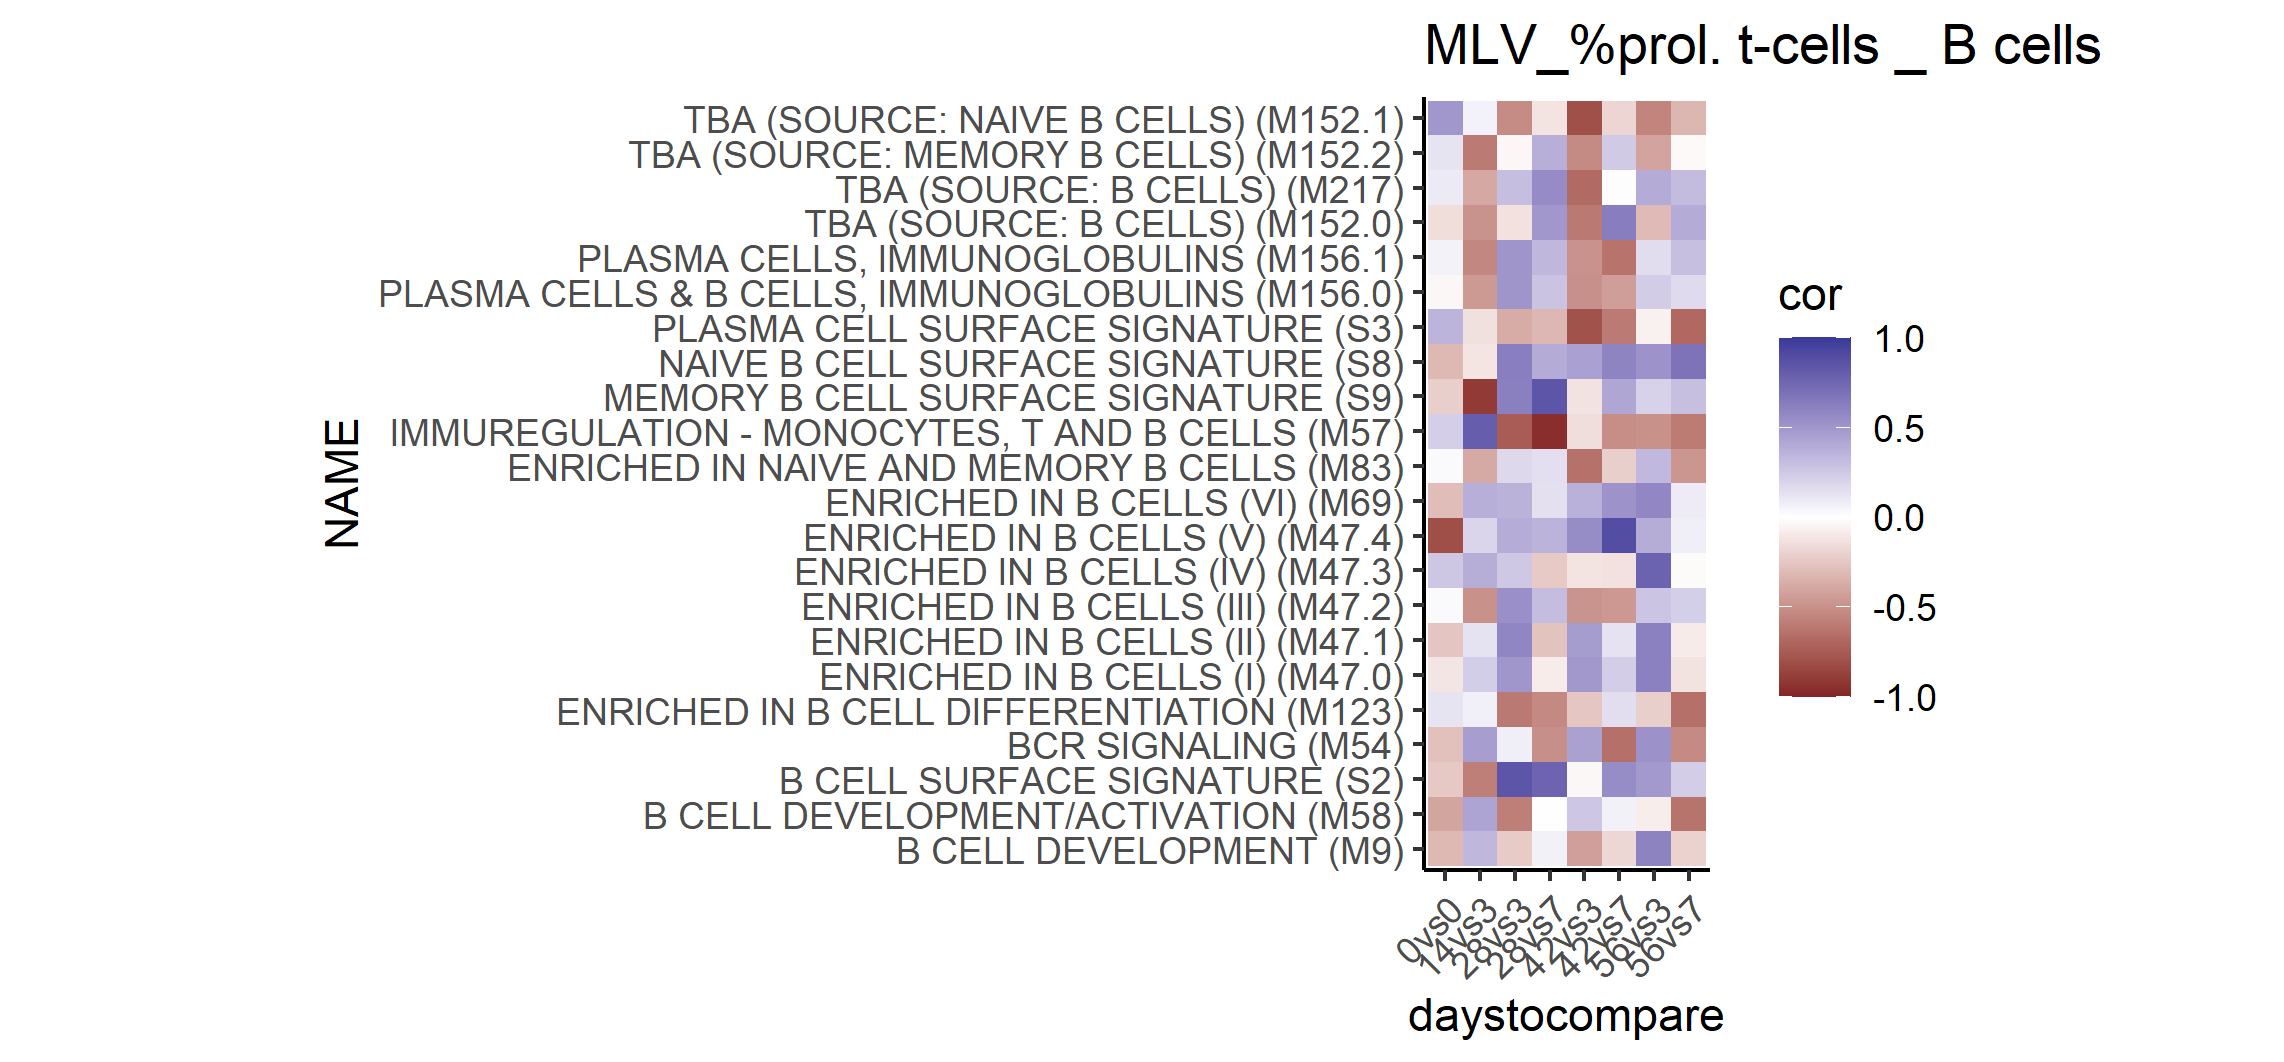 MLV_%prol. t-cells _ B cells
TBA (SOURCE: NAIVE B CELLS) (M152.1)
TBA (SOURCE: MEMORY B CELLS) (M152.2)
TBA (SOURCE: B CELLS) (M217)
TBA (SOURCE: B CELLS) (M152.0)
PLASMA CELLS, IMMUNOGLOBULINS (M156.1)
PLASMA CELLS & B CELLS, IMMUNOGLOBULINS (M156.0)
PLASMA CELL SURFACE SIGNATURE (S3)
NAIVE B CELL SURFACE SIGNATURE (S8)
MEMORY B CELL SURFACE SIGNATURE (S9)
IMMUREGULATION - MONOCYTES, T AND B CELLS (M57)
ENRICHED IN NAIVE AND MEMORY B CELLS (M83)
ENRICHED IN B CELLS (VI) (M69)
ENRICHED IN B CELLS (V) (M47.4)
ENRICHED IN B CELLS (IV) (M47.3)
ENRICHED IN B CELLS (III) (M47.2)
ENRICHED IN B CELLS (II) (M47.1)
ENRICHED IN B CELLS (I) (M47.0)
ENRICHED IN B CELL DIFFERENTIATION (M123)
BCR SIGNALING (M54)
B CELL SURFACE SIGNATURE (S2)
B CELL DEVELOPMENT/ACTIVATION (M58)
B CELL DEVELOPMENT (M9)
NAME
0vs0
14vs3
28vs3
28vs7
42vs3
42vs7
56vs3
56vs7
daystocompare
cor
1.0
0.5
0.0
-0.5
-1.0